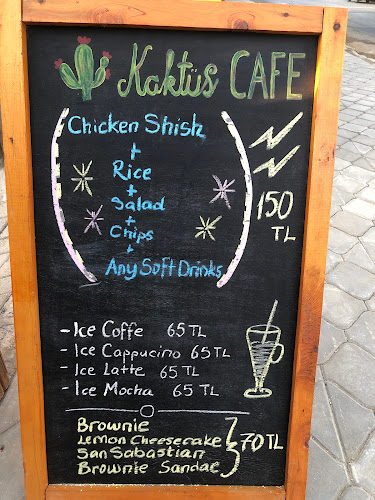 Kaktüs CAFE
Chicken Shish
+
Rice
+
Salad
+
Chips
+
Any Soft Drinks
150
TL
- Ice Coffe 65 TL
- Ice Cappucino 65 TL
- Ice Latte 65 TL
- Ice Mocha 65 TL
Brownie
Lemon Cheesecake
San Sabastian
Brownie Sandae
70 TL